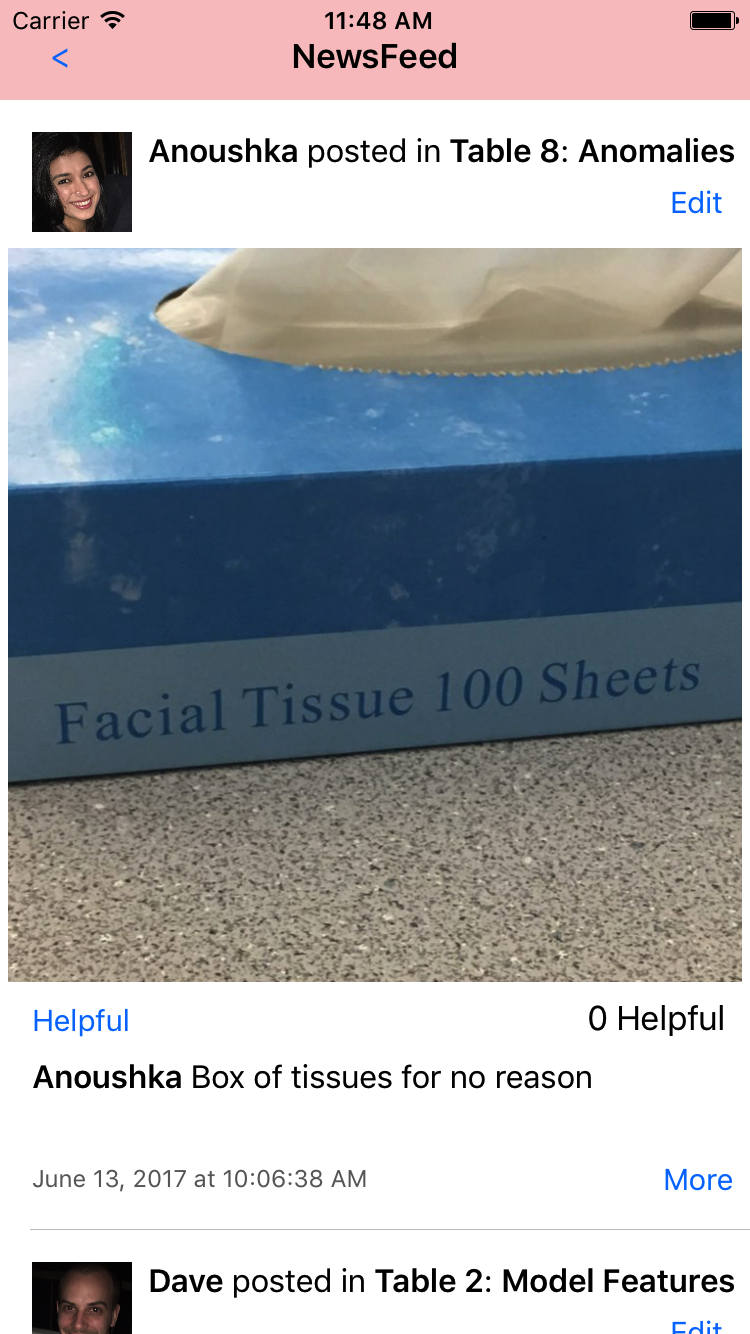 Carrier 11:48 AM
< NewsFeed
Anoushka posted in Table 8: Anomalies
Edit
Facial Tissue 100 Sheets
Helpful 0 Helpful
Anoushka Box of tissues for no reason
June 13, 2017 at 10:06:38 AM More
Dave posted in Table 2: Model Features
Edit